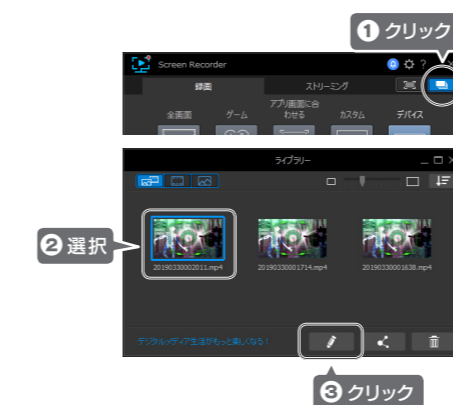 ❶クリック
Screen Recorder
?
録画
ストリーミング
全画面
ゲーム
アプリ画面に合わせる
カスタム
デバイス
ライブラリー
❷選択
20190330002011.mp4
20190330001714.mp4
20190330001638.mp4
デジタルメディア生活がもっと楽しくなる!
❸クリック